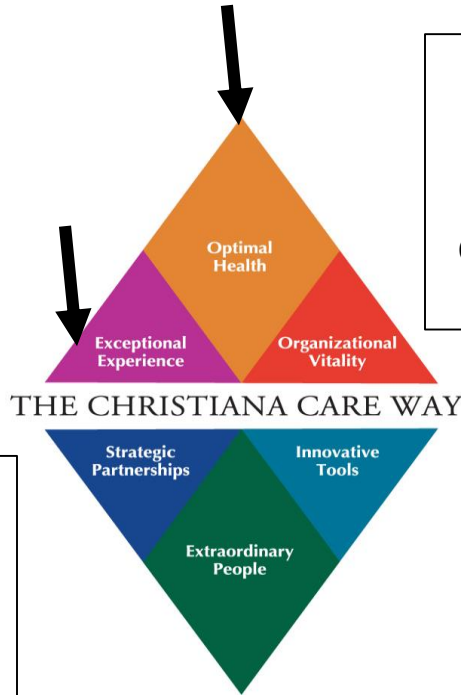 Optimal
Health
Exceptional
Experience
Organizational
Vitality
THE CHRISTIANA CARE WAY
Strategic
Partnerships
Innovative
Tools
Extraordinary
People